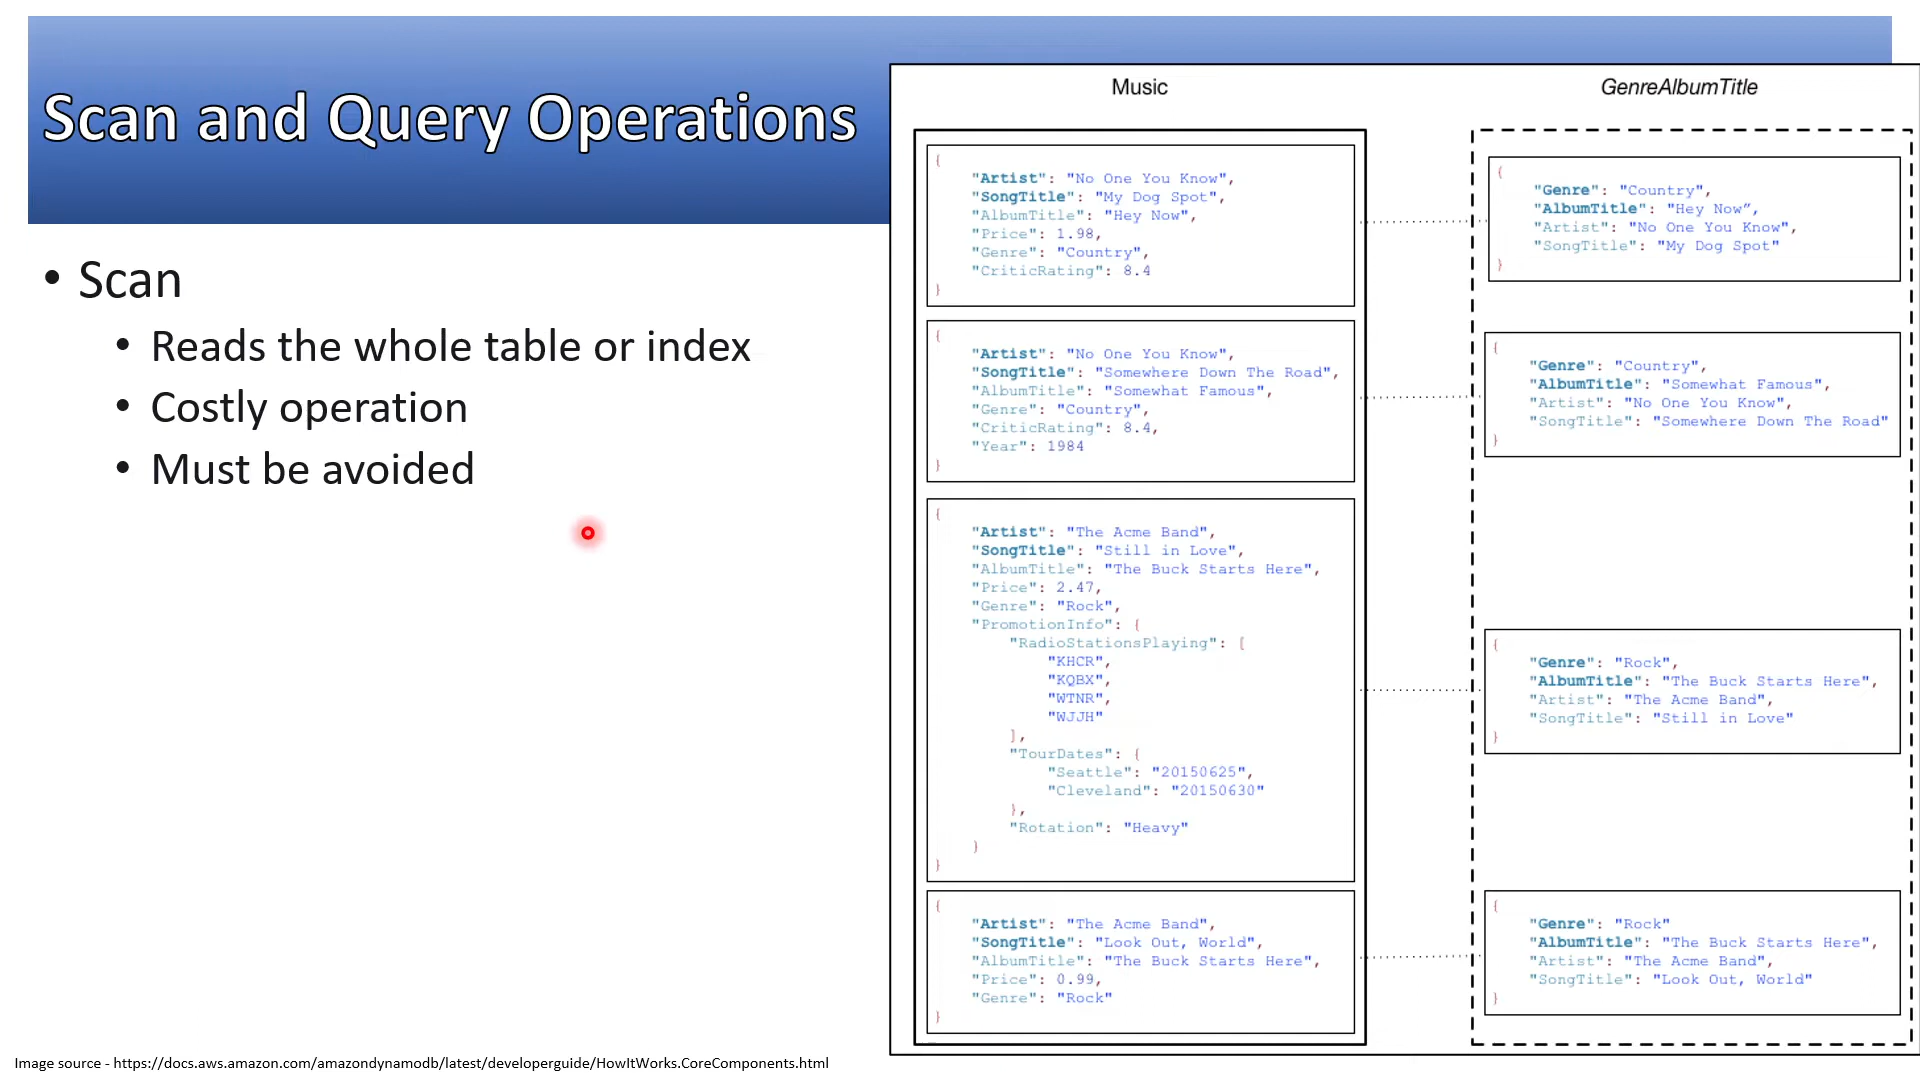 Scan and Query Operations
• Scan
• Reads the whole table or index
• Costly operation
• Must be avoided
Music
{
"Artist": "No One You Know",
"SongTitle": "My Dog Spot",
"AlbumTitle": "Hey Now",
"Price": 1.98,
"Genre": "Country",
"CriticRating": 8.4
}
{
"Artist": "No One You Know",
"SongTitle": "Somewhere Down The Road",
"AlbumTitle": "Somewhat Famous",
"Genre": "Country",
"CriticRating": 8.4,
"Year": 1984
}
{
"Artist": "The Acme Band",
"SongTitle": "Still in Love",
"AlbumTitle": "The Buck Starts Here",
"Price": 2.47,
"Genre": "Rock",
"PromotionInfo": {
"RadioStationsPlaying": [
"KHCR",
"KQBX",
"WTNR",
"WJJH"
],
"TourDates": {
"Seattle": "20150625",
"Cleveland": "20150630"
},
"Rotation": "Heavy"
}
}
{
"Artist": "The Acme Band",
"SongTitle": "Look Out, World",
"AlbumTitle": "The Buck Starts Here",
"Price": 0.99,
"Genre": "Rock"
}
GenreAlbumTitle
{
"Genre": "Country",
"AlbumTitle": "Hey Now”,
"Artist": "No One You Know",
"SongTitle": "My Dog Spot"
}
{
"Genre": "Country",
"AlbumTitle": "Somewhat Famous",
"Artist": "No One You Know",
"SongTitle": "Somewhere Down The Road"
}
{
"Genre": "Rock",
"AlbumTitle": "The Buck Starts Here",
"Artist": "The Acme Band",
"SongTitle": "Still in Love"
}
{
"Genre": "Rock"
"AlbumTitle": "The Buck Starts Here",
"Artist": "The Acme Band",
"SongTitle": "Look Out, World"
}
Image source - https://docs.aws.amazon.com/amazondynamodb/latest/developerguide/HowItWorks.CoreComponents.html